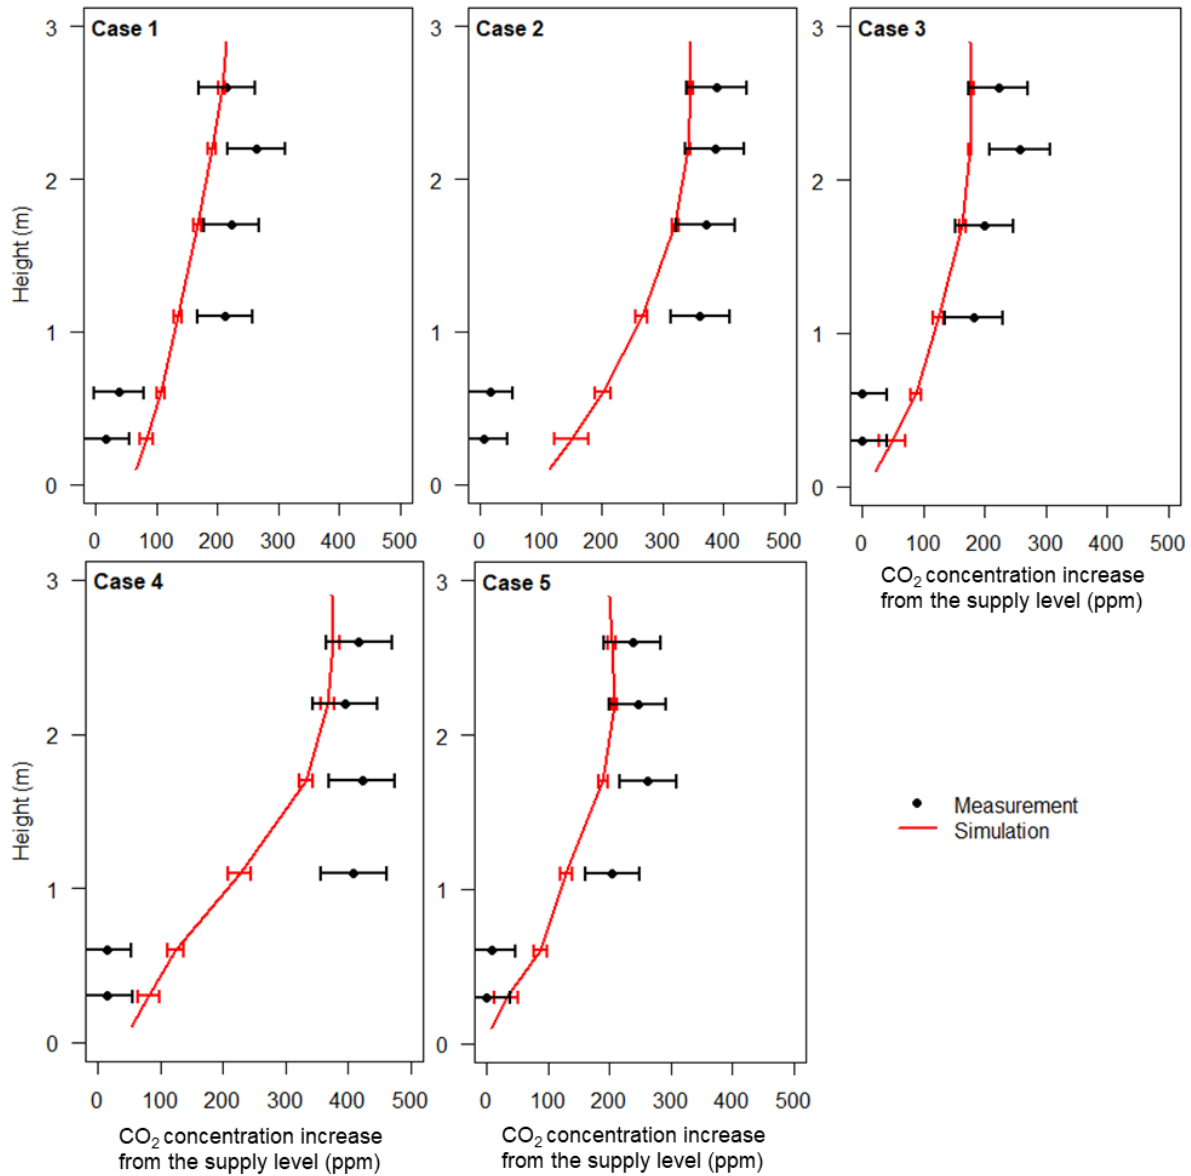 Case 1
Case 2
Case 3
3
2
1
0
Height (m)
0 100 200 300 400 500
3
2
1
0
0 100 200 300 400 500
3
2
1
0
0 100 200 300 400 500
CO2 concentration increase
from the supply level (ppm)
Case 4
Case 5
3
2
1
0
Height (m)
0 100 200 300 400 500
CO2 concentration increase
from the supply level (ppm)
3
2
1
0
0 100 200 300 400 500
CO2 concentration increase
from the supply level (ppm)
Measurement
Simulation